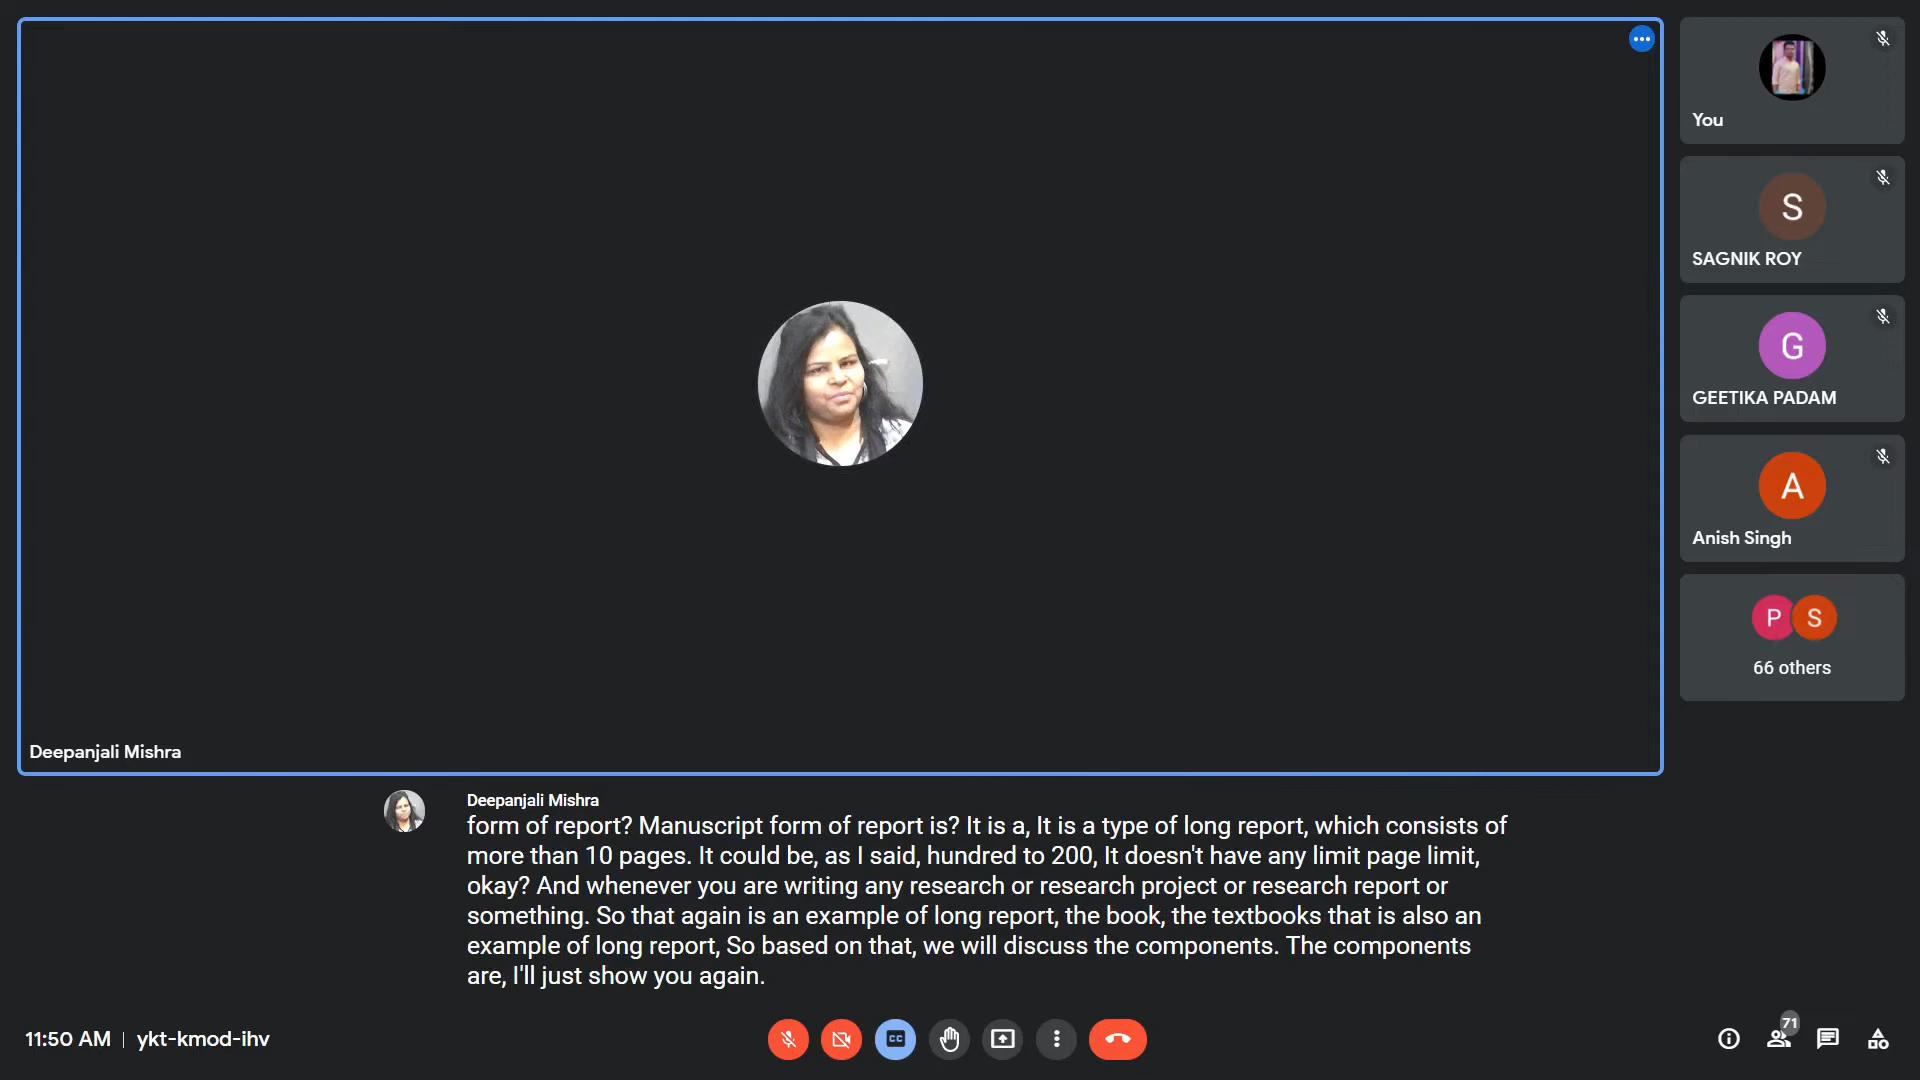 You
S
SAGNIK ROY
G
GEETIKA PADAM
A
Anish Singh
P S
66 others
Deepanjali Mishra
Deepanjali Mishra
form of report? Manuscript form of report is? It is a, It is a type of long report, which consists of
more than 10 pages. It could be, as I said, hundred to 200, It doesn't have any limit page limit,
okay? And whenever you are writing any research or research project or research report or
something. So that again is an example of long report, the book, the textbooks that is also an
example of long report, So based on that, we will discuss the components. The components
are, I'll just show you again.
11:50 AM | ykt-kmod-ihv
CC
71